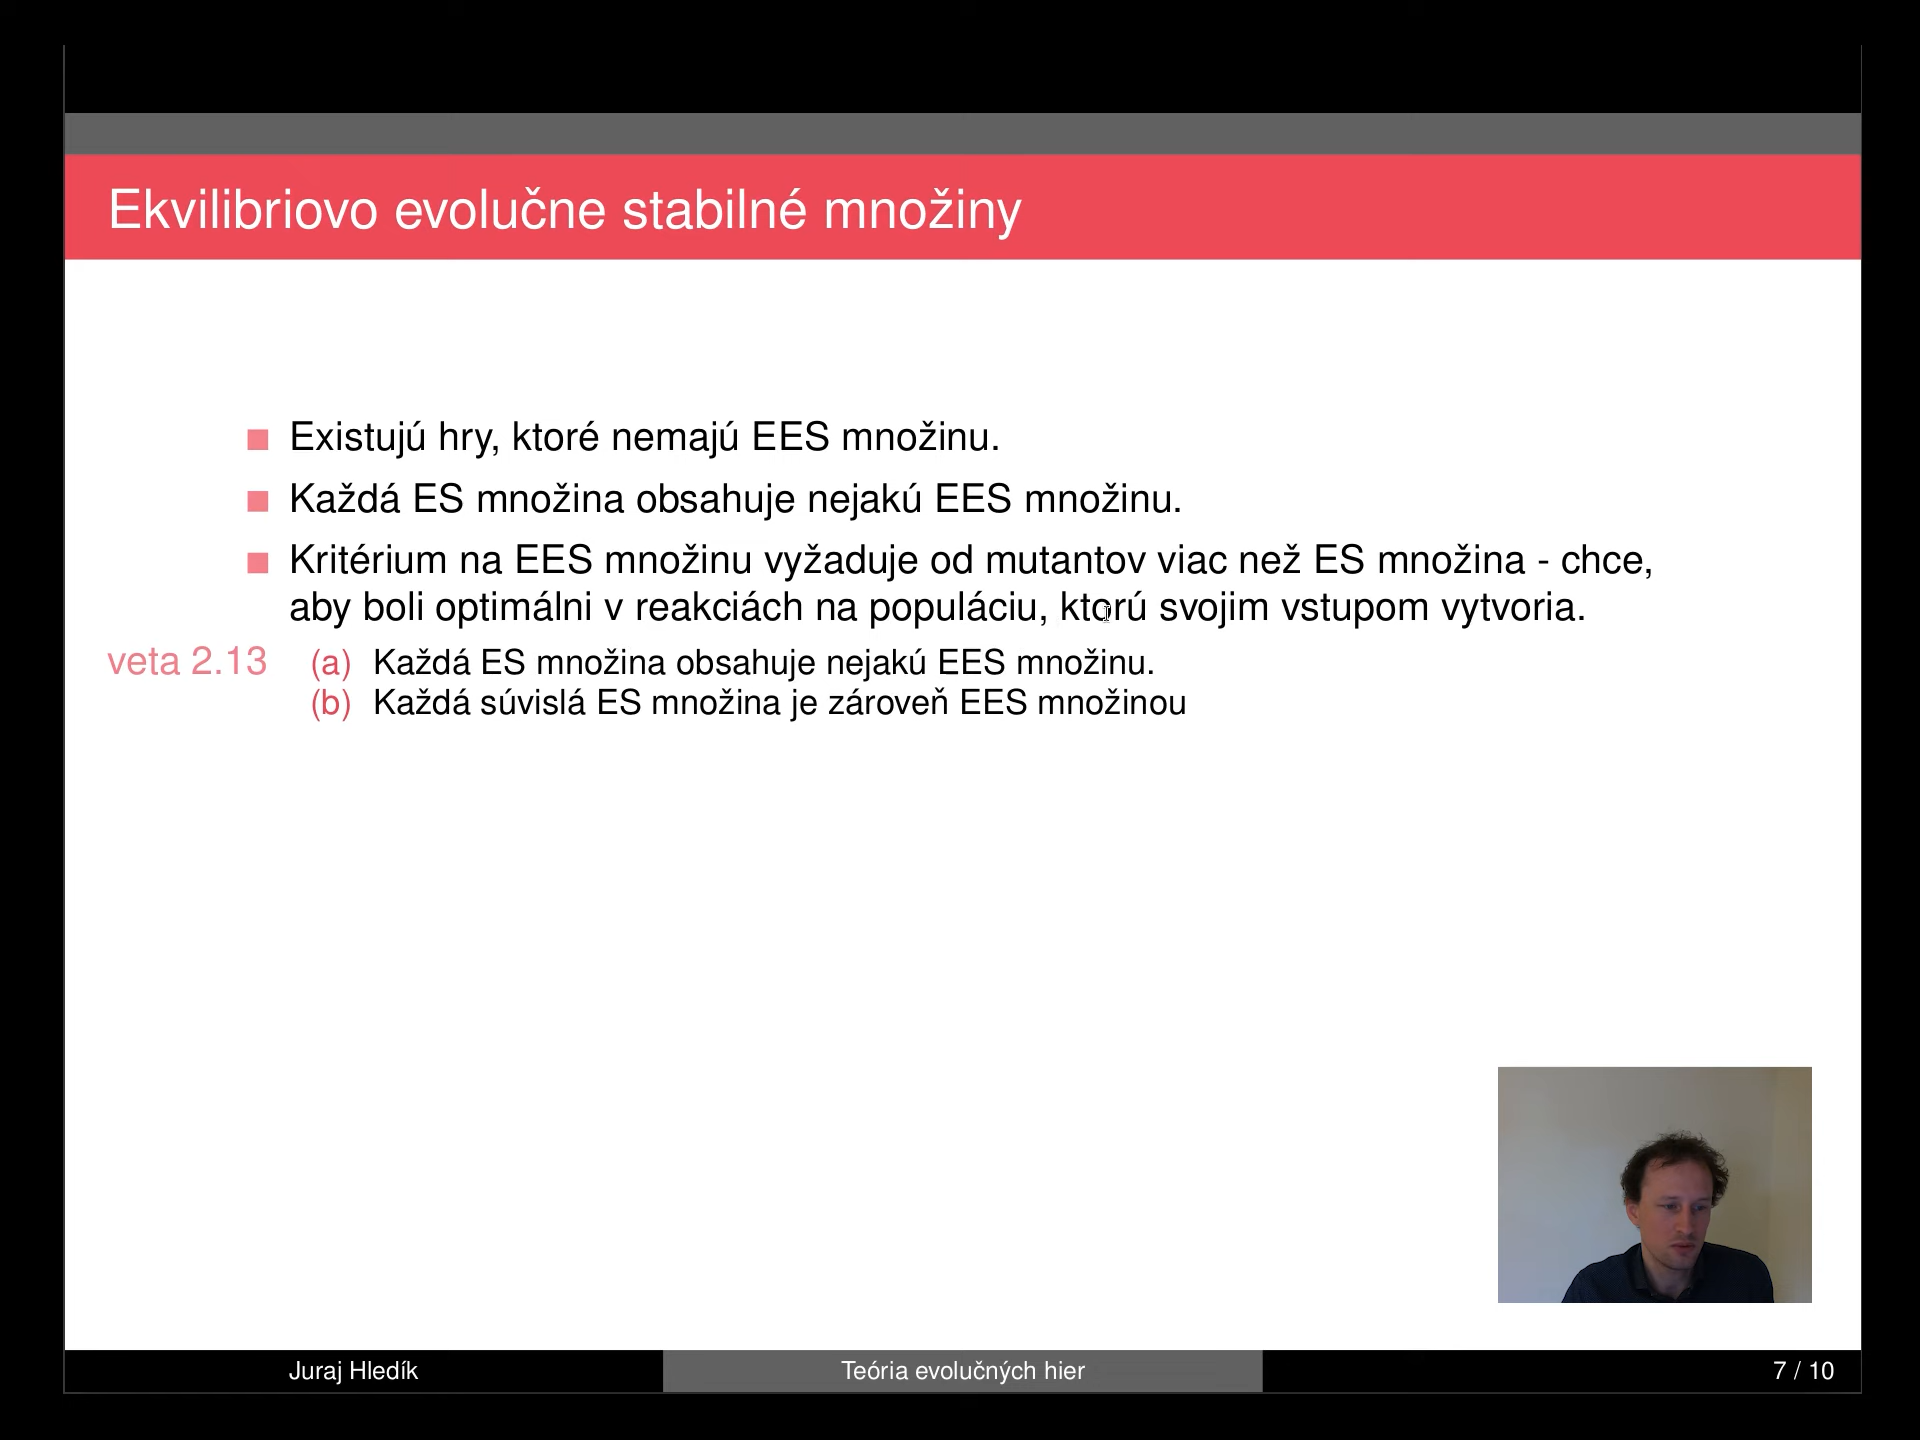 Ekvilibriovo evolučne stabilné množiny
Existujú hry, ktoré nemajú EES množinu.
Každá ES množina obsahuje nejakú EES množinu.
Kritérium na EES množinu vyžaduje od mutantov viac než ES množina - chce,
aby boli optimálni v reakciách na populáciu, ktorú svojim vstupom vytvoria.
veta 2.13 (a) Každá ES množina obsahuje nejakú EES množinu.
(b) Každá súvislá ES množina je zároveň EES množinou
Juraj Hledík Teória evolučných hier 7 / 10